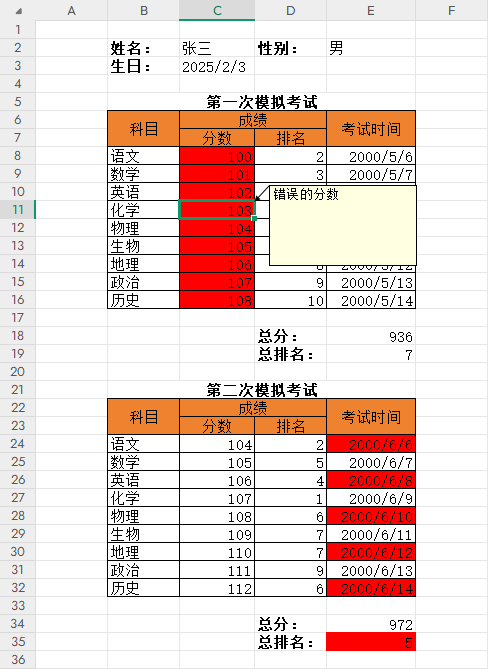 A B C D E F
1
2 姓名： 张三 性别： 男
3 生日： 2025/2/3
4
5 第一次模拟考试
6 科目 成绩 考试时间
7 分数 排名
8 语文 100 2 2000/5/6
9 数学 101 3 2000/5/7
10 英语 102 错误的分数
11 化学 103
12 物理 104
13 生物 105
14 地理 106 8 2000/5/12
15 政治 107 9 2000/5/13
16 历史 108 10 2000/5/14
17
18 总分： 936
19 总排名： 7
20
21 第二次模拟考试
22 科目 成绩 考试时间
23 分数 排名
24 语文 104 2 2000/6/6
25 数学 105 5 2000/6/7
26 英语 106 4 2000/6/8
27 化学 107 1 2000/6/9
28 物理 108 6 2000/6/10
29 生物 109 7 2000/6/11
30 地理 110 7 2000/6/12
31 政治 111 9 2000/6/13
32 历史 112 6 2000/6/14
33
34 总分： 972
35 总排名： 5
36